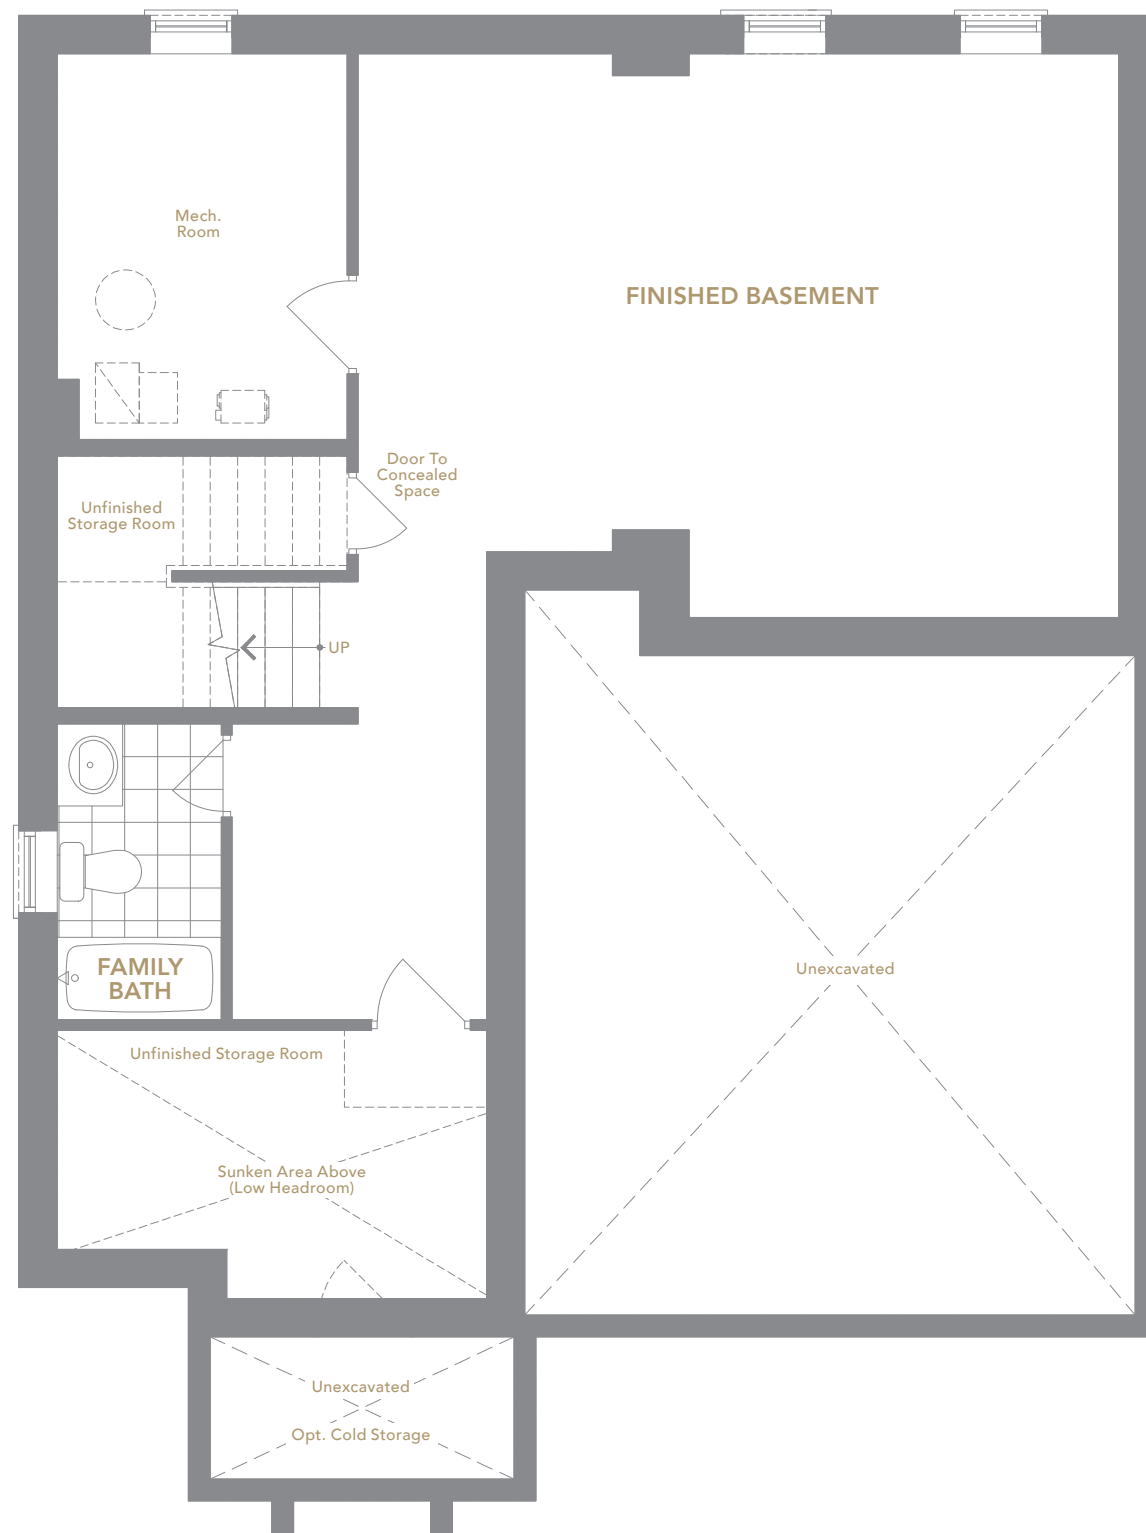 Mech.
Room
FINISHED BASEMENT
Door To
Concealed
Space
Unfinished
Storage Room
UP
FAMILY
BATH
Unexcavated
Unfinished Storage Room
Sunken Area Above
(Low Headroom)
Unexcavated
Opt. Cold Storage